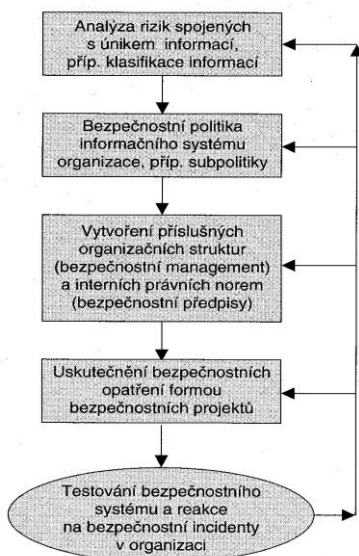 Analýza rizik spojených
s únikem informací,
příp. klasifikace informací
Bezpečnostní politika
informačního systému
organizace, příp. subpolitiky
Vytvoření příslušných
organizačních struktur
(bezpečnostní management)
a interních právních norem
(bezpečnostní předpisy)
Uskutečnění bezpečnostních
opatření formou
bezpečnostních projektů
Testování bezpečnostního
systému a reakce
na bezpečnostní incidenty
v organizaci